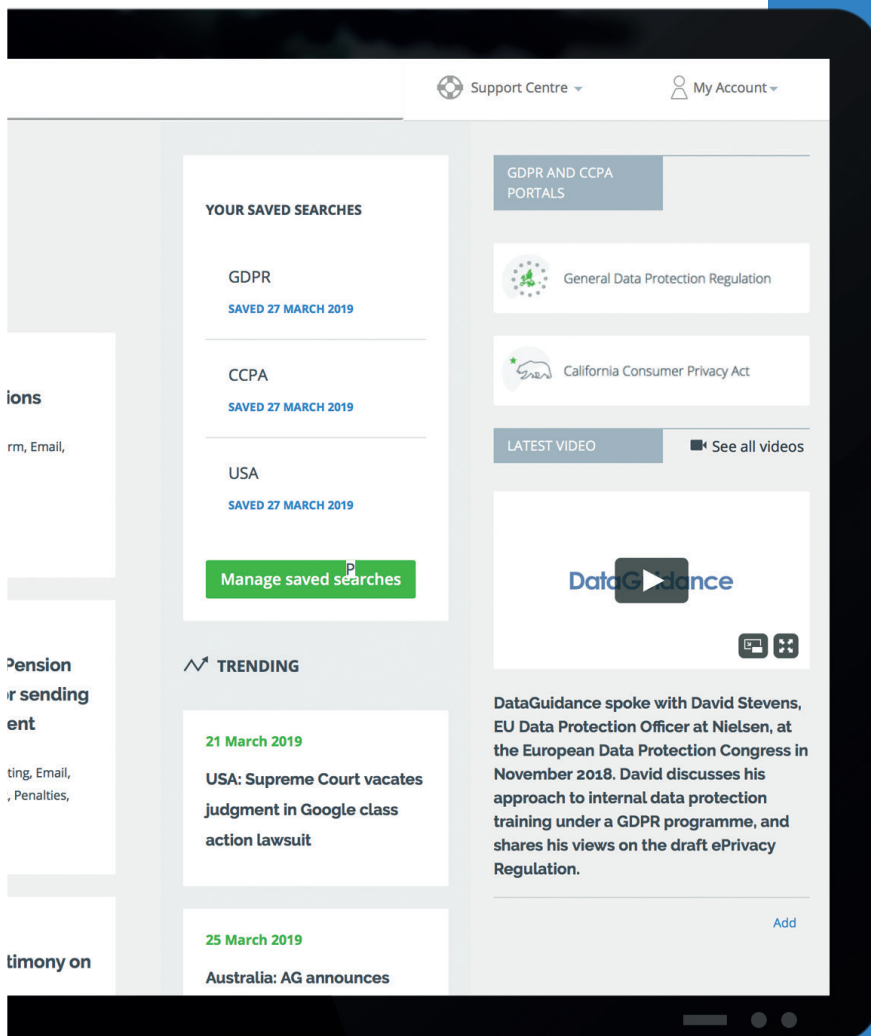 Support Centre
My Account
ions
rm, Email,
Pension
r sending
ent
ting, Email,
, Penalties,
timony on
YOUR SAVED SEARCHES
GDPR
SAVED 27 MARCH 2019
CCPA
SAVED 27 MARCH 2019
USA
SAVED 27 MARCH 2019
P
Manage saved searches
TRENDING
21 March 2019
USA: Supreme Court vacates
judgment in Google class
action lawsuit
25 March 2019
Australia: AG announces
GDPR AND CCPA
PORTALS
General Data Protection Regulation
California Consumer Privacy Act
LATEST VIDEO
See all videos
DataGuidance
DataGuidance spoke with David Stevens,
EU Data Protection Officer at Nielsen, at
the European Data Protection Congress in
November 2018. David discusses his
approach to internal data protection
training under a GDPR programme, and
shares his views on the draft ePrivacy
Regulation.
Add